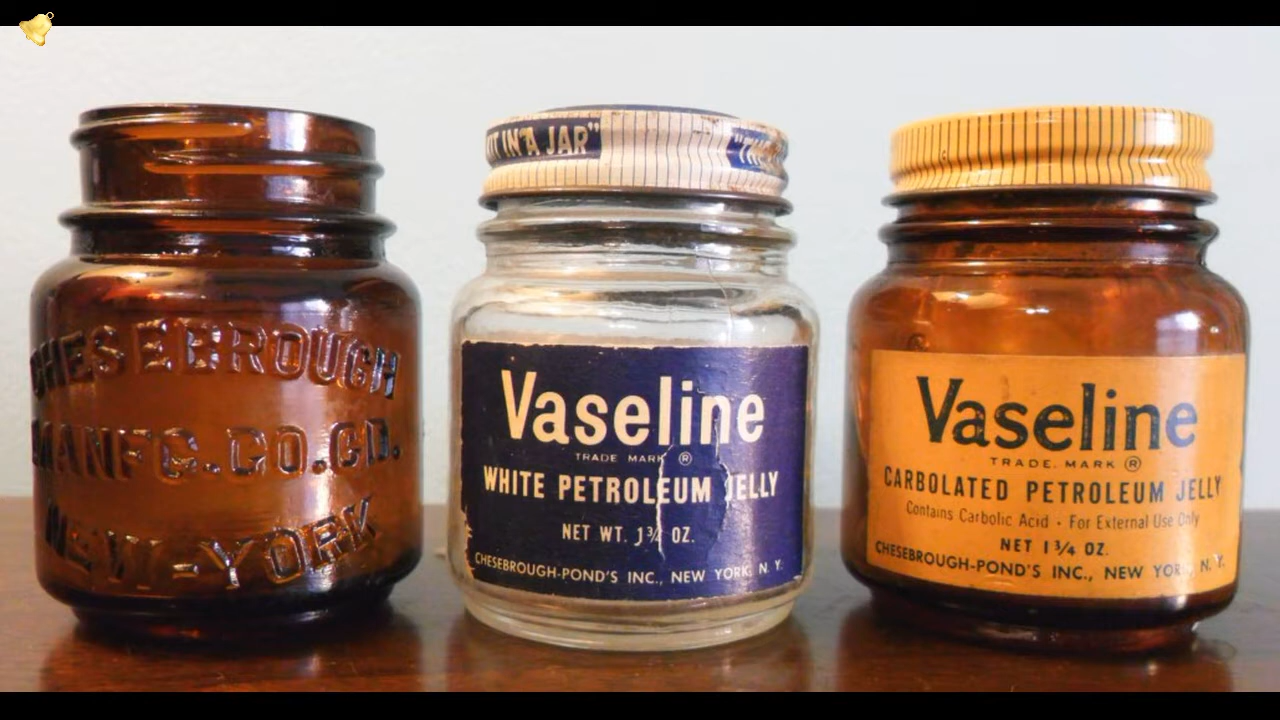 CHESEBROUGH
MANFG.CO.CD.
NEW-YORK
IT IN A JAR"
Vaseline
TRADE MARK ®
WHITE PETROLEUM JELLY
NET WT. 1¾ OZ.
CHESEBROUGH-POND'S INC., NEW YORK, N. Y.
Vaseline
TRADE. MARK ®
CARBOLATED PETROLEUM JELLY
Contains Carbolic Acid · For External Use Only
NET 1¾ OZ.
CHESEBROUGH-POND'S INC., NEW YORK, N. Y.